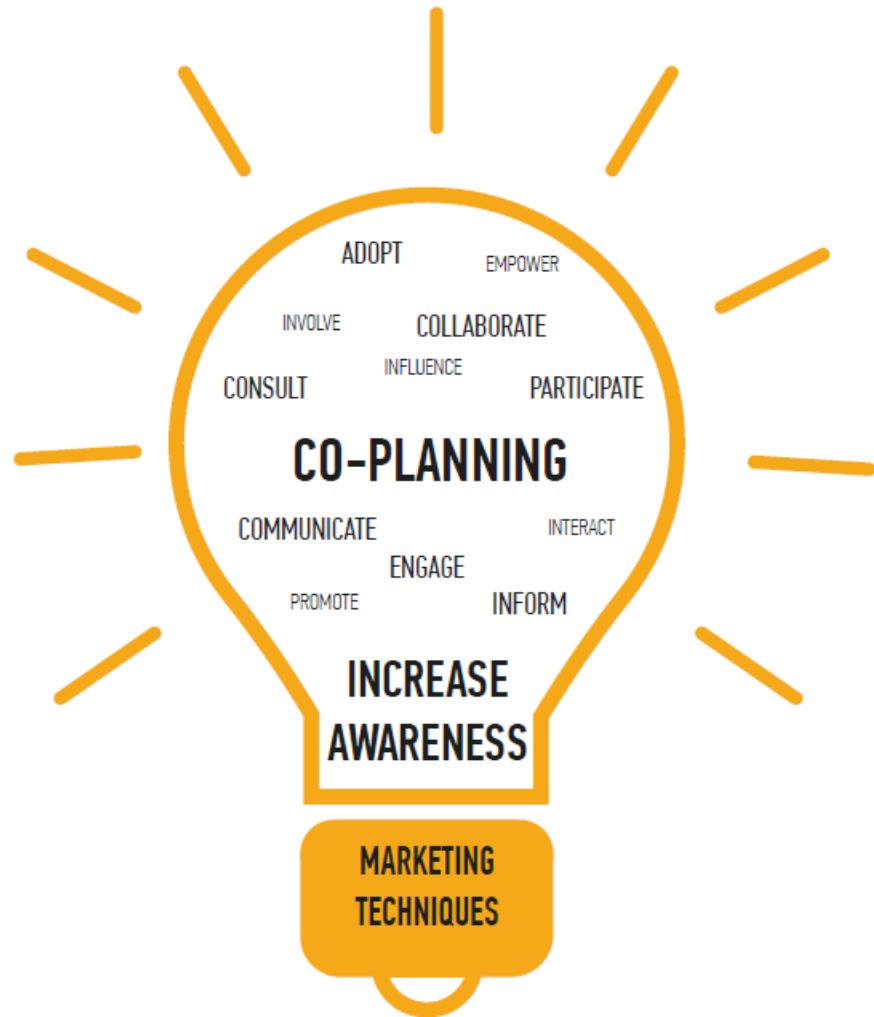 ADOPT
EMPOWER
INVOLVE
COLLABORATE
INFLUENCE
CONSULT
PARTICIPATE
CO-PLANNING
COMMUNICATE
INTERACT
ENGAGE
PROMOTE
INFORM
INCREASE
AWARENESS
MARKETING
TECHNIQUES